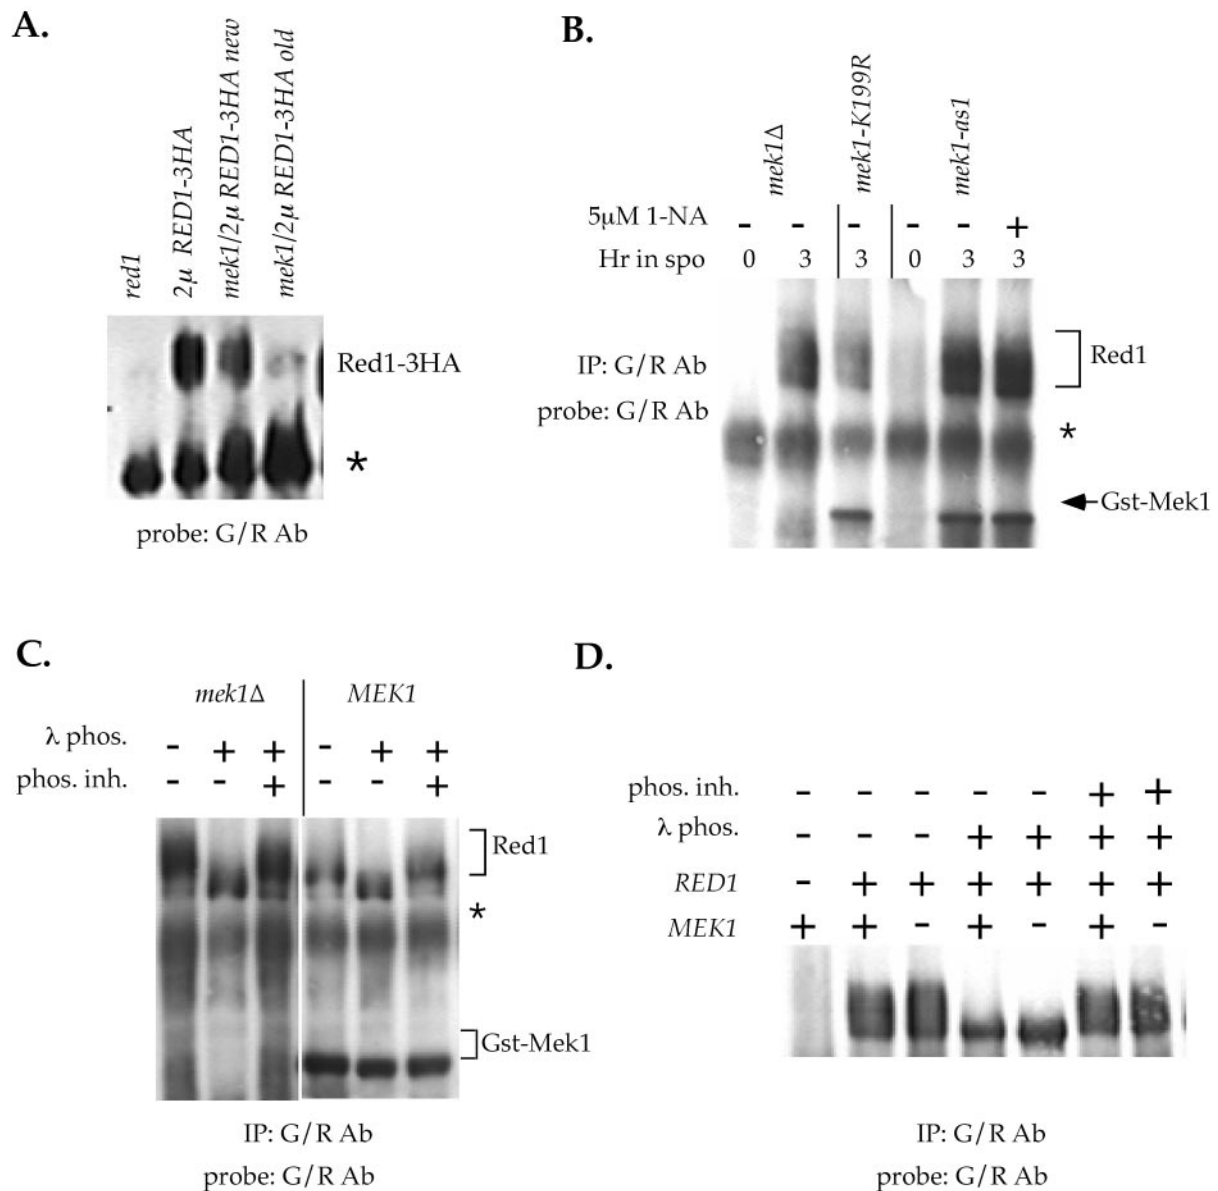 A.
red1
2μ RED1-3HA
mek1/2μ RED1-3HA new
mek1/2μ RED1-3HA old
Red1-3HA
*
probe: G/R Ab
B.
mek1Δ
mek1-K199R
mek1-as1
5μM 1-NA - - - - - +
Hr in spo 0 3 3 0 3 3
IP: G/R Ab
probe: G/R Ab
Red1
*
Gst-Mek1
C.
mek1Δ MEK1
λ phos. - + + - + +
phos. inh. - - + - - +
Red1
*
Gst-Mek1
IP: G/R Ab
probe: G/R Ab
D.
phos. inh. - - - - - + +
λ phos. - - - + + + +
RED1 - + + + + + +
MEK1 + + - + - + -
IP: G/R Ab
probe: G/R Ab